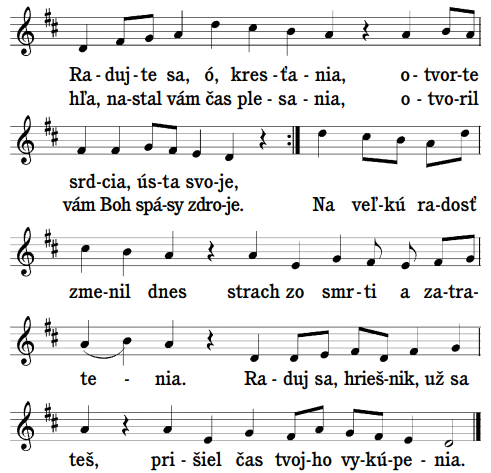 Ra-duj-te sa, ó, kres-ťa-nia, o-tvor-te
hľa, na-stal vám čas ple-sa-nia, o-tvo-ril
srd-cia, ús-ta svo-je,
vám Boh spá-sy zdro-je. Na veľ-kú ra-dosť
zme-nil dnes strach zo smr-ti a za-tra-
te-nia. Ra-duj sa, hrieš-nik, už sa
teš, pri-šiel čas tvoj-ho vy-kú-pe-nia.